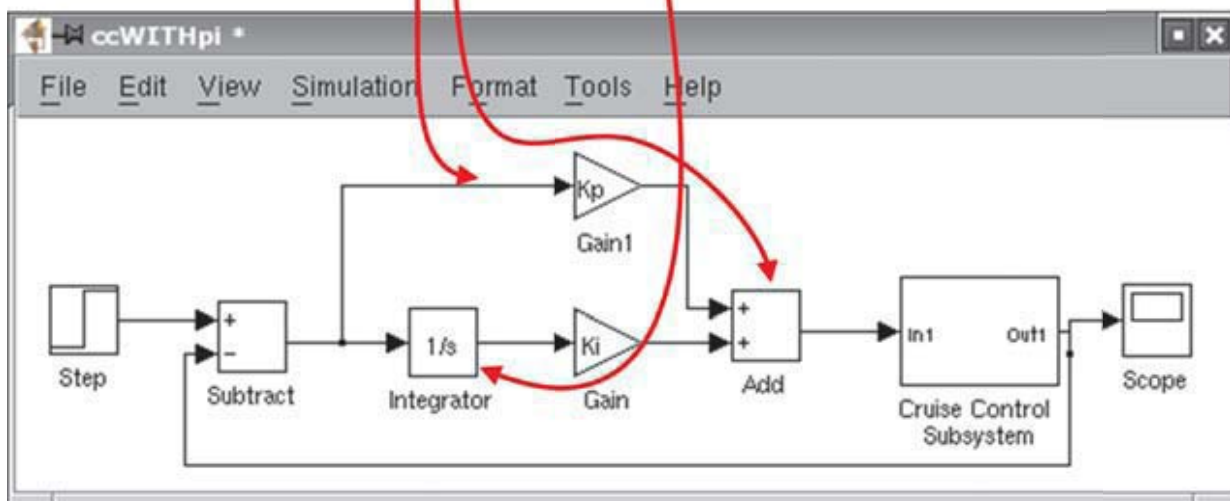 ccWITHpi *
File Edit View Simulation Format Tools Help
Kp
Gain1
Step
+
−
Subtract
1/s
Integrator
Ki
Gain
+
+
Add
In1 Out1
Cruise Control
Subsystem
Scope